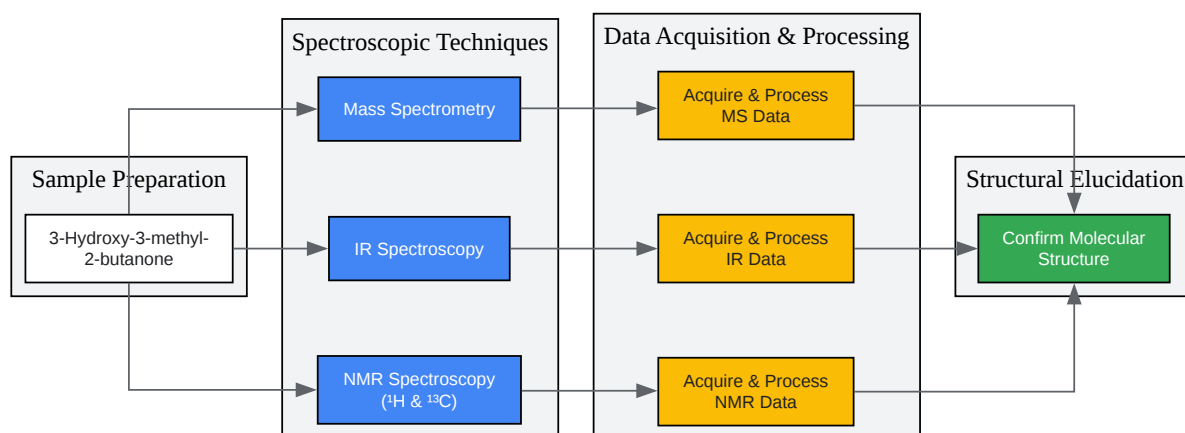 Spectroscopic Techniques
Data Acquisition & Processing
Mass Spectrometry
Acquire & Process
MS Data
Sample Preparation
Structural Elucidation
3-Hydroxy-3-methyl-
2-butanone
IR Spectroscopy
Acquire & Process
IR Data
Confirm Molecular
Structure
NMR Spectroscopy
(¹H & ¹³C)
Acquire & Process
NMR Data